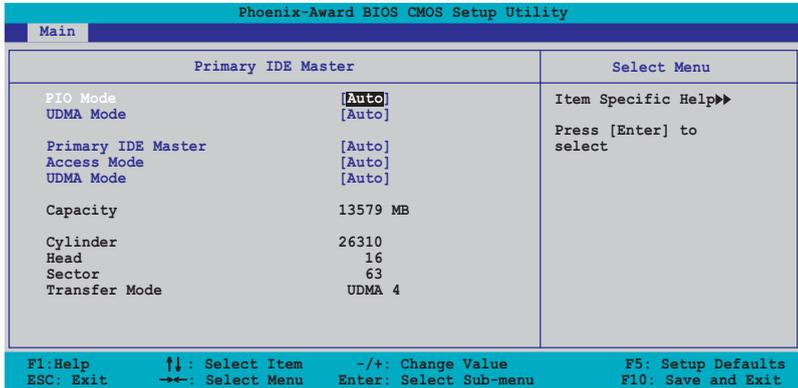 Phoenix-Award BIOS CMOS Setup Utility
Main
Primary IDE Master
Select Menu
PIO Mode [Auto]
UDMA Mode [Auto]
Primary IDE Master [Auto]
Access Mode [Auto]
UDMA Mode [Auto]
Capacity 13579 MB
Cylinder 26310
Head 16
Sector 63
Transfer Mode UDMA 4
Item Specific Help▶▶
Press [Enter] to
select
F1:Help ↑↓: Select Item -/+: Change Value F5: Setup Defaults
ESC: Exit →←: Select Menu Enter: Select Sub-menu F10: Save and Exit